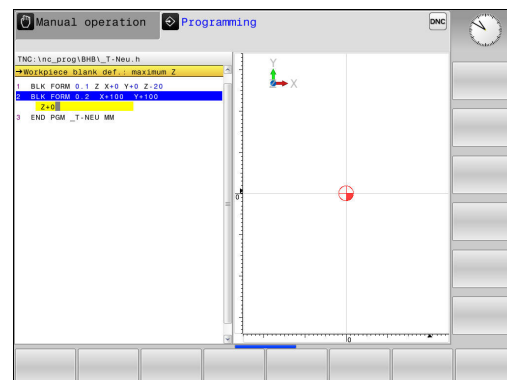 Manual operation
Programming
DNC
TNC:\nc_prog\BHB\_T-Neu.h
→Workpiece blank def.: maximum Z
1 BLK FORM 0.1 Z X+0 Y+0 Z-20
2 BLK FORM 0.2 X+100 Y+100
Z+0
3 END PGM _T-NEU MM
Y
X
0
0